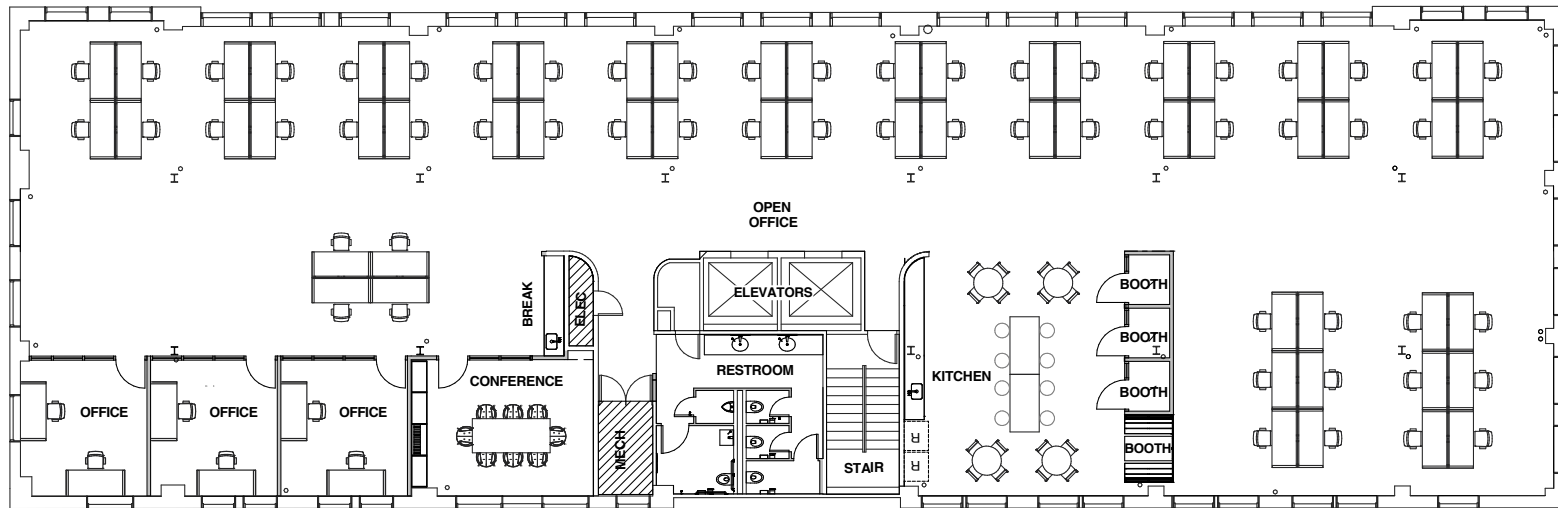 OPEN
OFFICE
ELEVATORS
BREAK
ELEC
BOOTH
BOOTH
BOOTH
BOOTH
RESTROOM
KITCHEN
CONFERENCE
OFFICE
OFFICE
OFFICE
MECH
STAIR
R
R